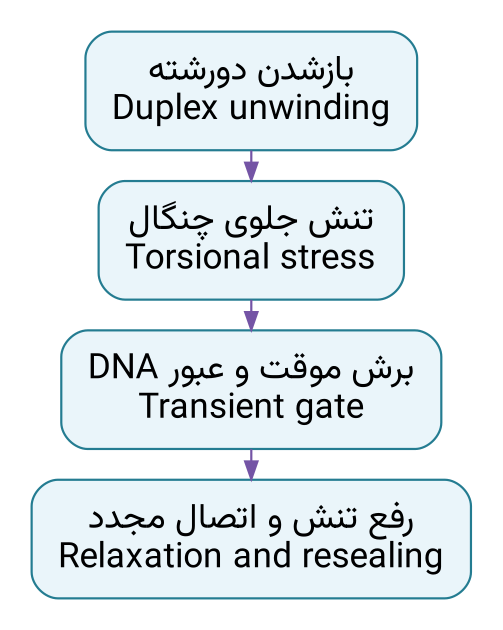 بازشدن دورشته
Duplex unwinding
تنش جلوی چنگال
Torsional stress
برش موقت و عبور DNA
Transient gate
رفع تنش و اتصال مجدد
Relaxation and resealing